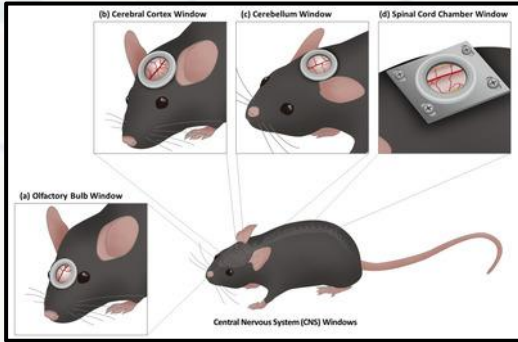 (b) Cerebral Cortex Window
(c) Cerebellum Window
(d) Spinal Cord Chamber Window
(a) Olfactory Bulb Window
Central Nervous System (CNS) Windows